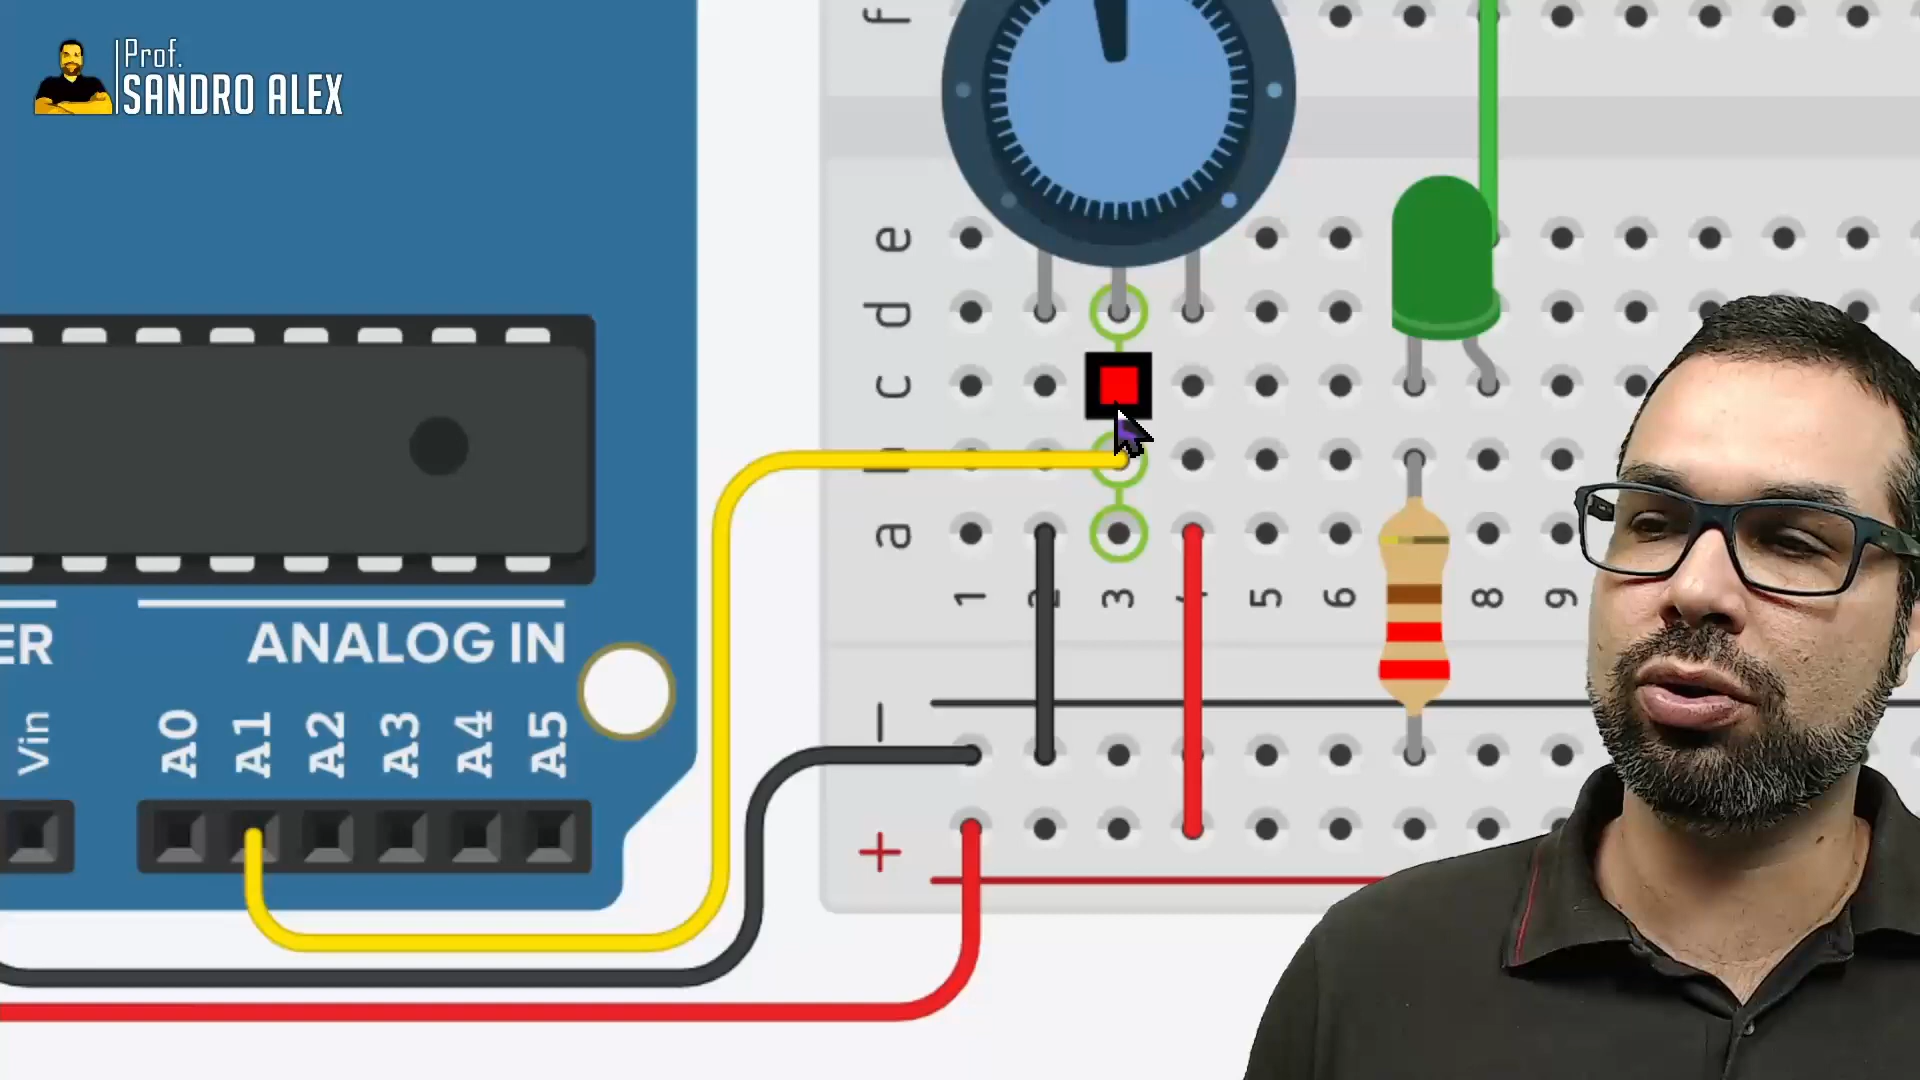 Prof.
SANDRO ALEX
f
e
d
c
b
a
1 2 3 4 5 6 8 9
ER
ANALOG IN
Vin
A0
A1
A2
A3
A4
A5
−
+